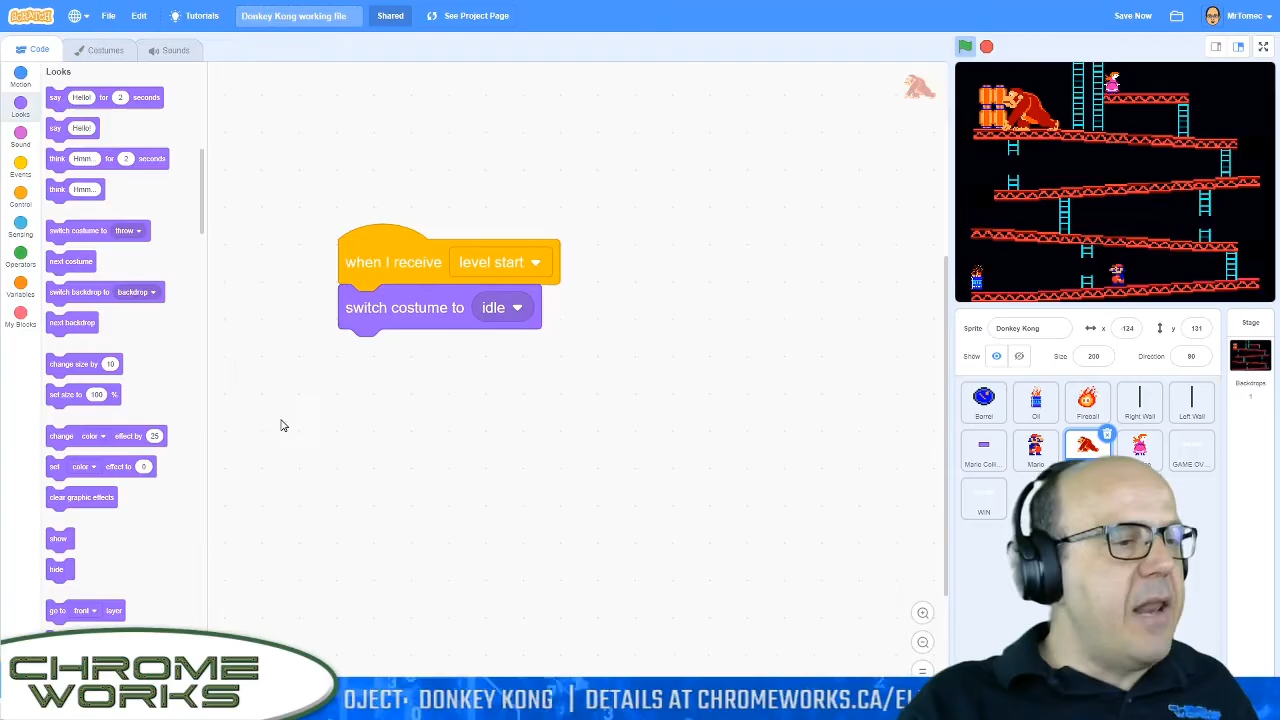 SCRATCH
File Edit Tutorials Donkey Kong working file Shared See Project Page Save Now MrTomec
Code Costumes Sounds
Motion
Looks
Sound
Events
Control
Sensing
Operators
Variables
My Blocks
Looks
say Hello! for 2 seconds
say Hello!
think Hmm... for 2 seconds
think Hmm...
switch costume to throw
next costume
switch backdrop to backdrop
next backdrop
change size by 10
set size to 100 %
change color effect by 25
set color effect to 0
clear graphic effects
show
hide
go to front layer
when I receive level start
switch costume to idle
Sprite Donkey Kong x -124 y 131
Show Size 200 Direction 90
Stage
Backdrops
1
Barrel Oil Fireball Right Wall Left Wall
Mario Colli... Mario GAME OV...
WIN
CHROME
WORKS
OJECT: DONKEY KONG | DETAILS AT CHROMEWORKS.CA/EL